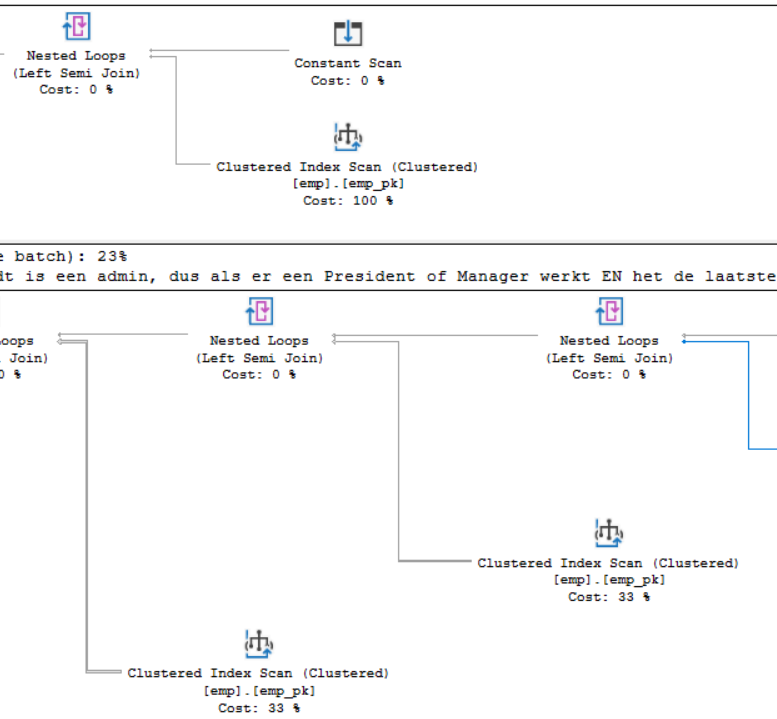 Nested Loops
(Left Semi Join)
Cost: 0 %
Constant Scan
Cost: 0 %
Clustered Index Scan (Clustered)
[emp].[emp_pk]
Cost: 100 %
e batch): 23%
dt is een admin, dus als er een President of Manager werkt EN het de laatste
Loops
Join)
0 %
Nested Loops
(Left Semi Join)
Cost: 0 %
Nested Loops
(Left Semi Join)
Cost: 0 %
Clustered Index Scan (Clustered)
[emp].[emp_pk]
Cost: 33 %
Clustered Index Scan (Clustered)
[emp].[emp_pk]
Cost: 33 %